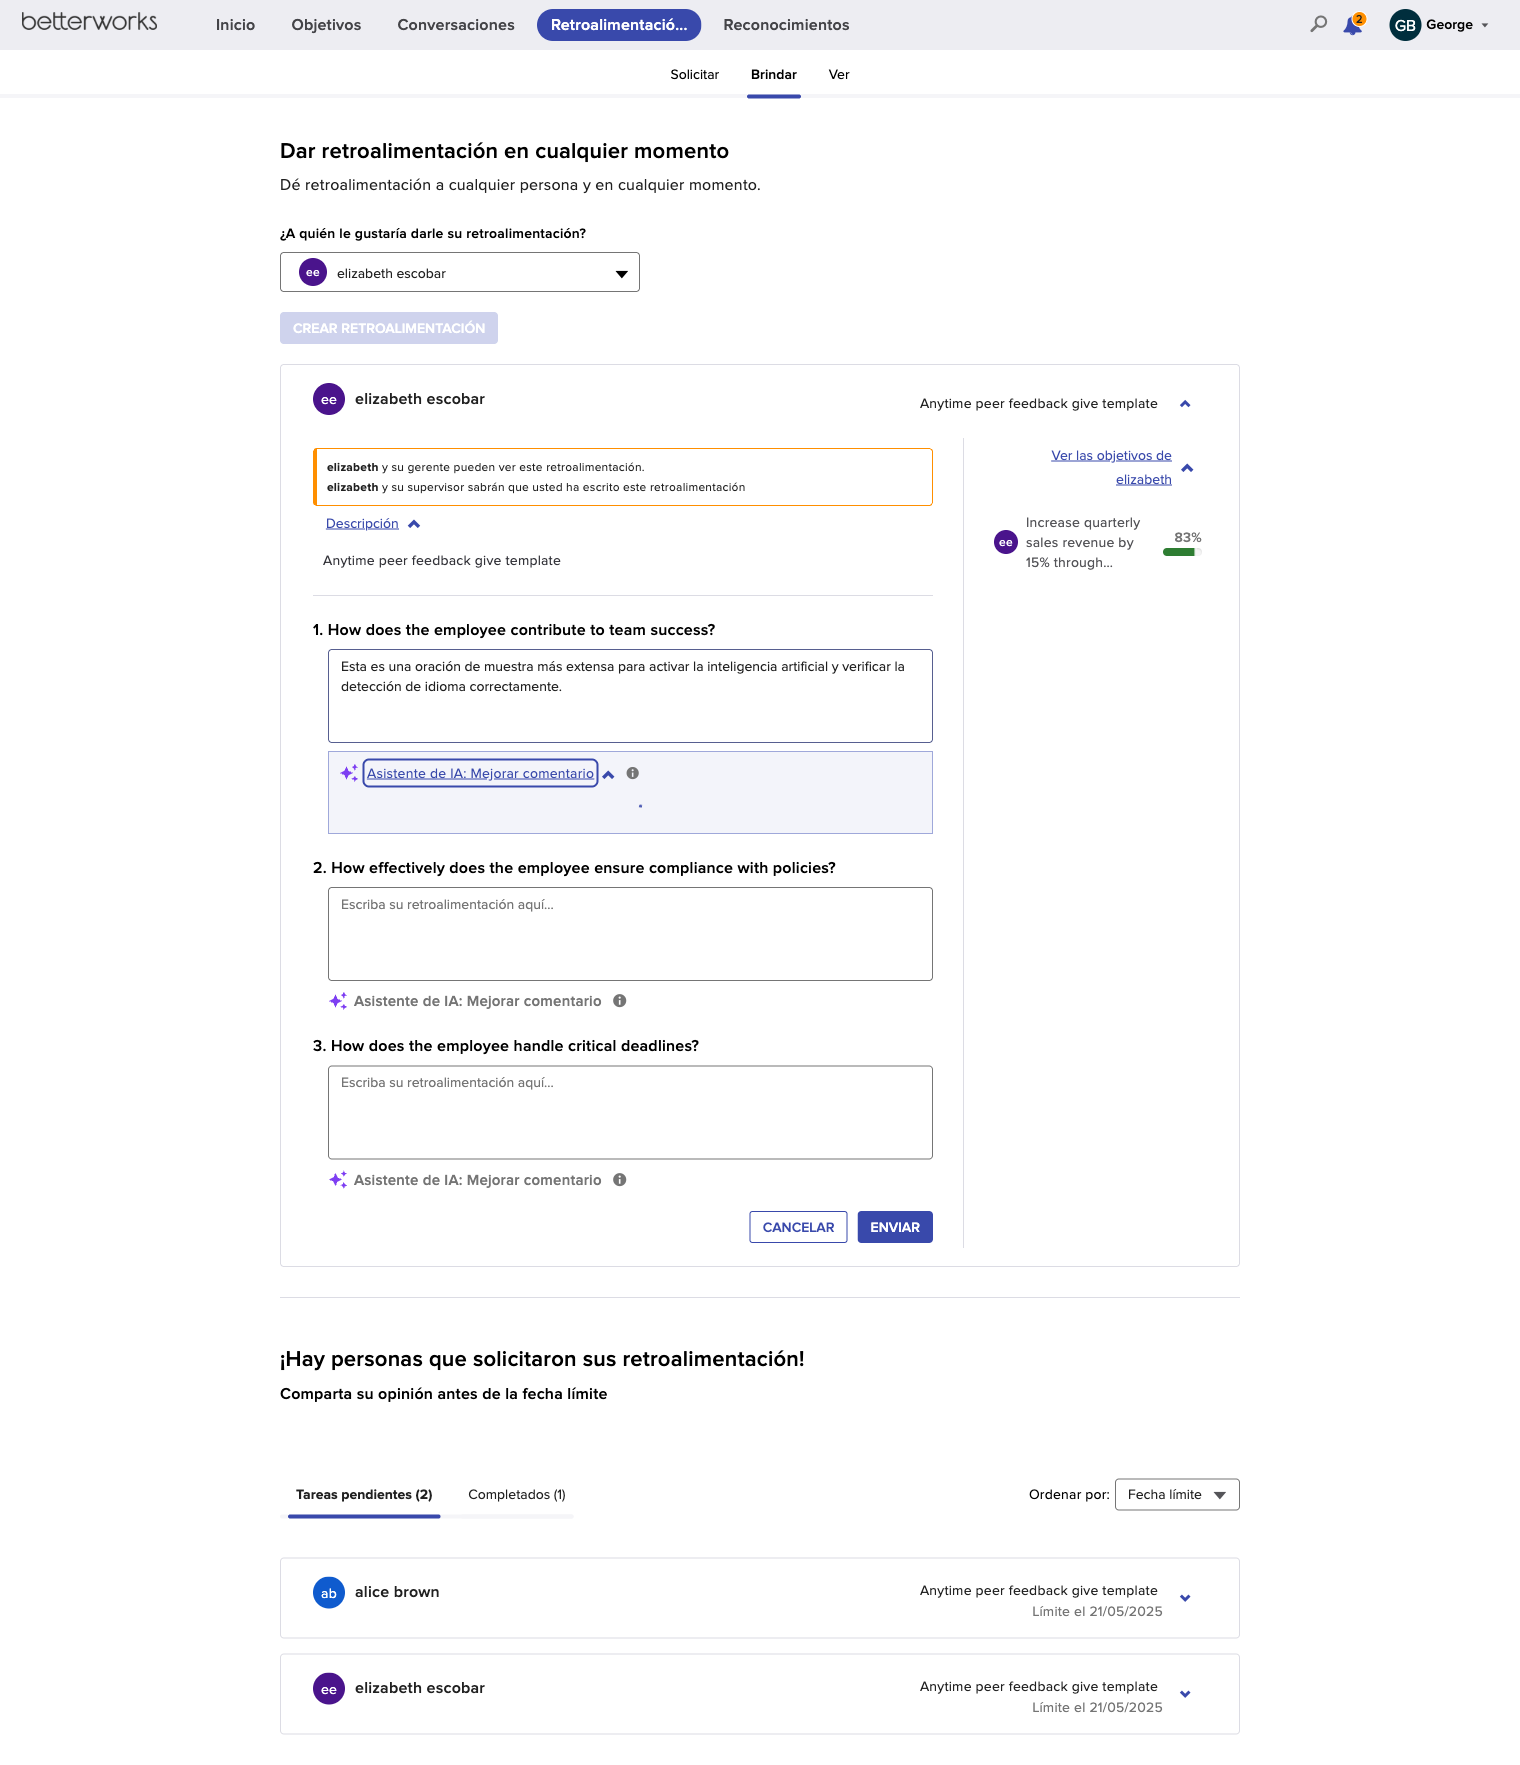 betterworks
Inicio
Objetivos
Conversaciones
Retroalimentació...
Reconocimientos
2
GB
George
Solicitar
Brindar
Ver
Dar retroalimentación en cualquier momento
Dé retroalimentación a cualquier persona y en cualquier momento.
¿A quién le gustaría darle su retroalimentación?
ee
elizabeth escobar
CREAR RETROALIMENTACIÓN
ee
elizabeth escobar
Anytime peer feedback give template
elizabeth y su gerente pueden ver este retroalimentación.
elizabeth y su supervisor sabrán que usted ha escrito este retroalimentación
Descripción
Anytime peer feedback give template
Ver las objetivos de
elizabeth
ee
Increase quarterly
sales revenue by
15% through...
83%
1. How does the employee contribute to team success?
Esta es una oración de muestra más extensa para activar la inteligencia artificial y verificar la
detección de idioma correctamente.
Asistente de IA: Mejorar comentario
2. How effectively does the employee ensure compliance with policies?
Escriba su retroalimentación aquí...
Asistente de IA: Mejorar comentario
3. How does the employee handle critical deadlines?
Escriba su retroalimentación aquí...
Asistente de IA: Mejorar comentario
CANCELAR
ENVIAR
¡Hay personas que solicitaron sus retroalimentación!
Comparta su opinión antes de la fecha límite
Tareas pendientes (2)
Completados (1)
Ordenar por:
Fecha límite
ab
alice brown
Anytime peer feedback give template
Límite el 21/05/2025
ee
elizabeth escobar
Anytime peer feedback give template
Límite el 21/05/2025